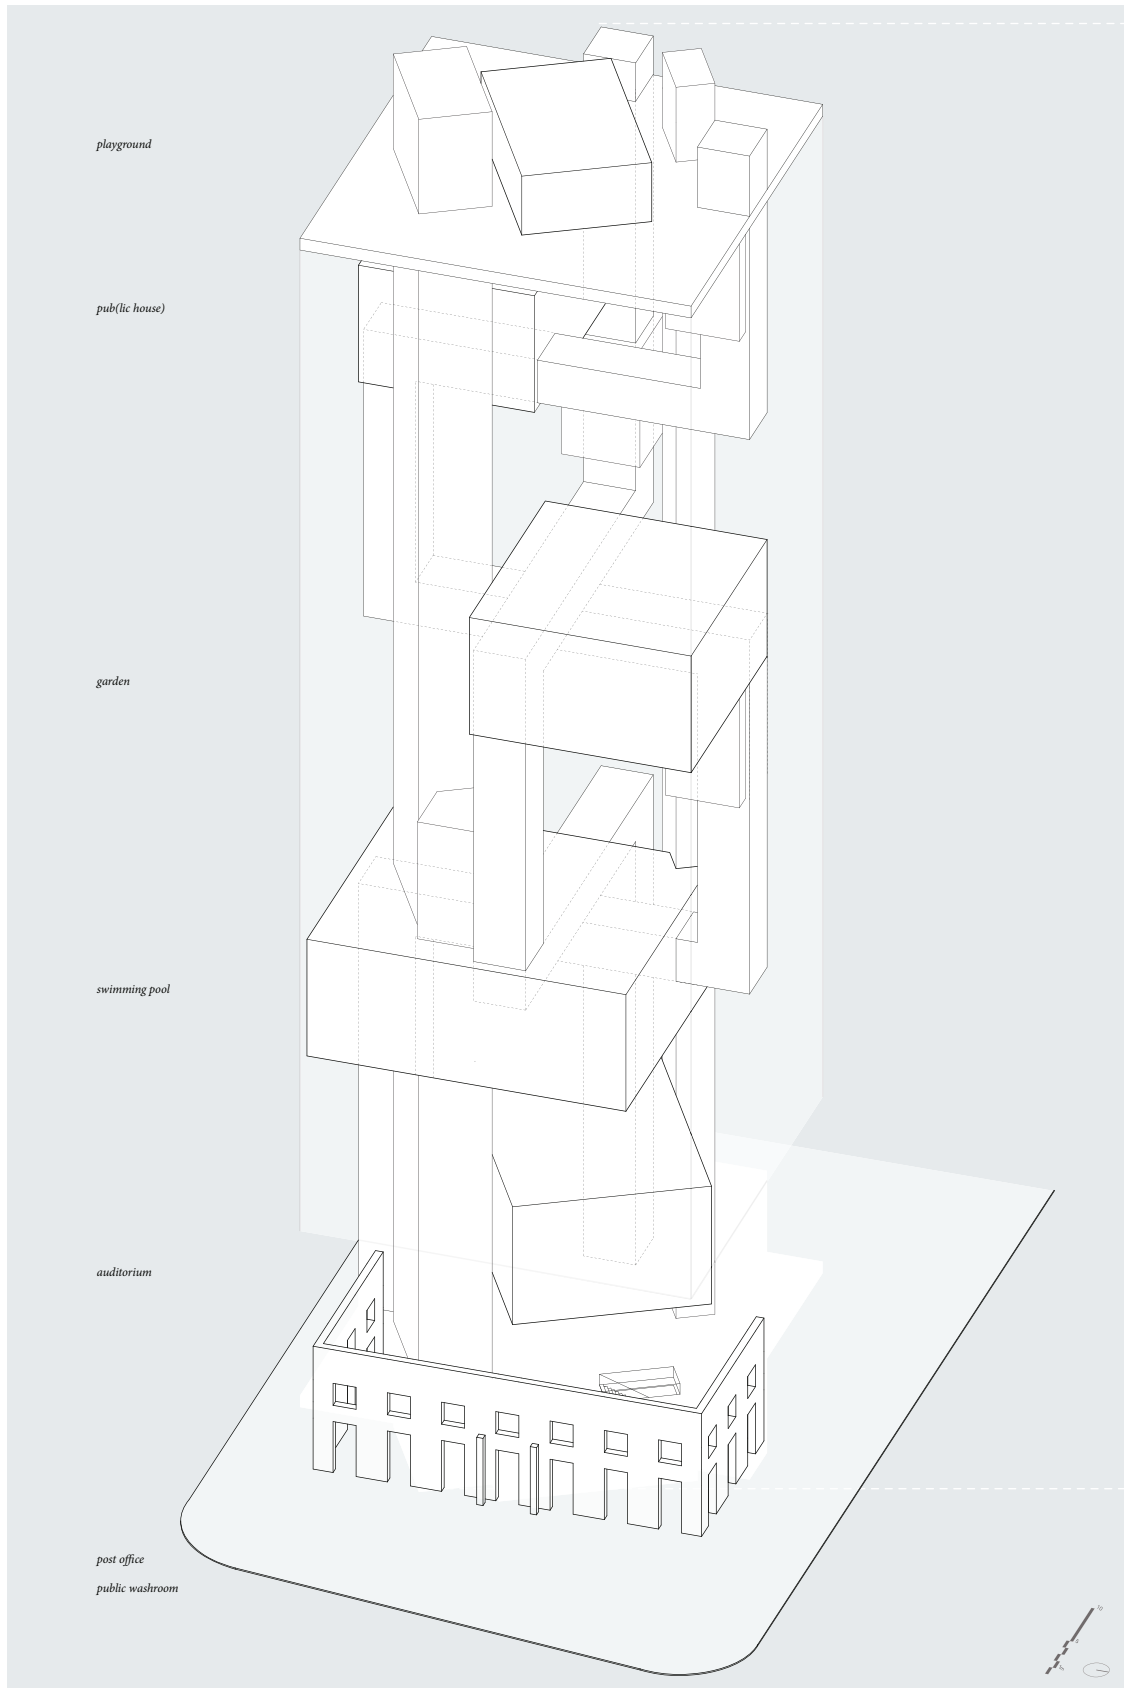 playground
pub(lic house)
garden
swimming pool
auditorium
post office
public washroom